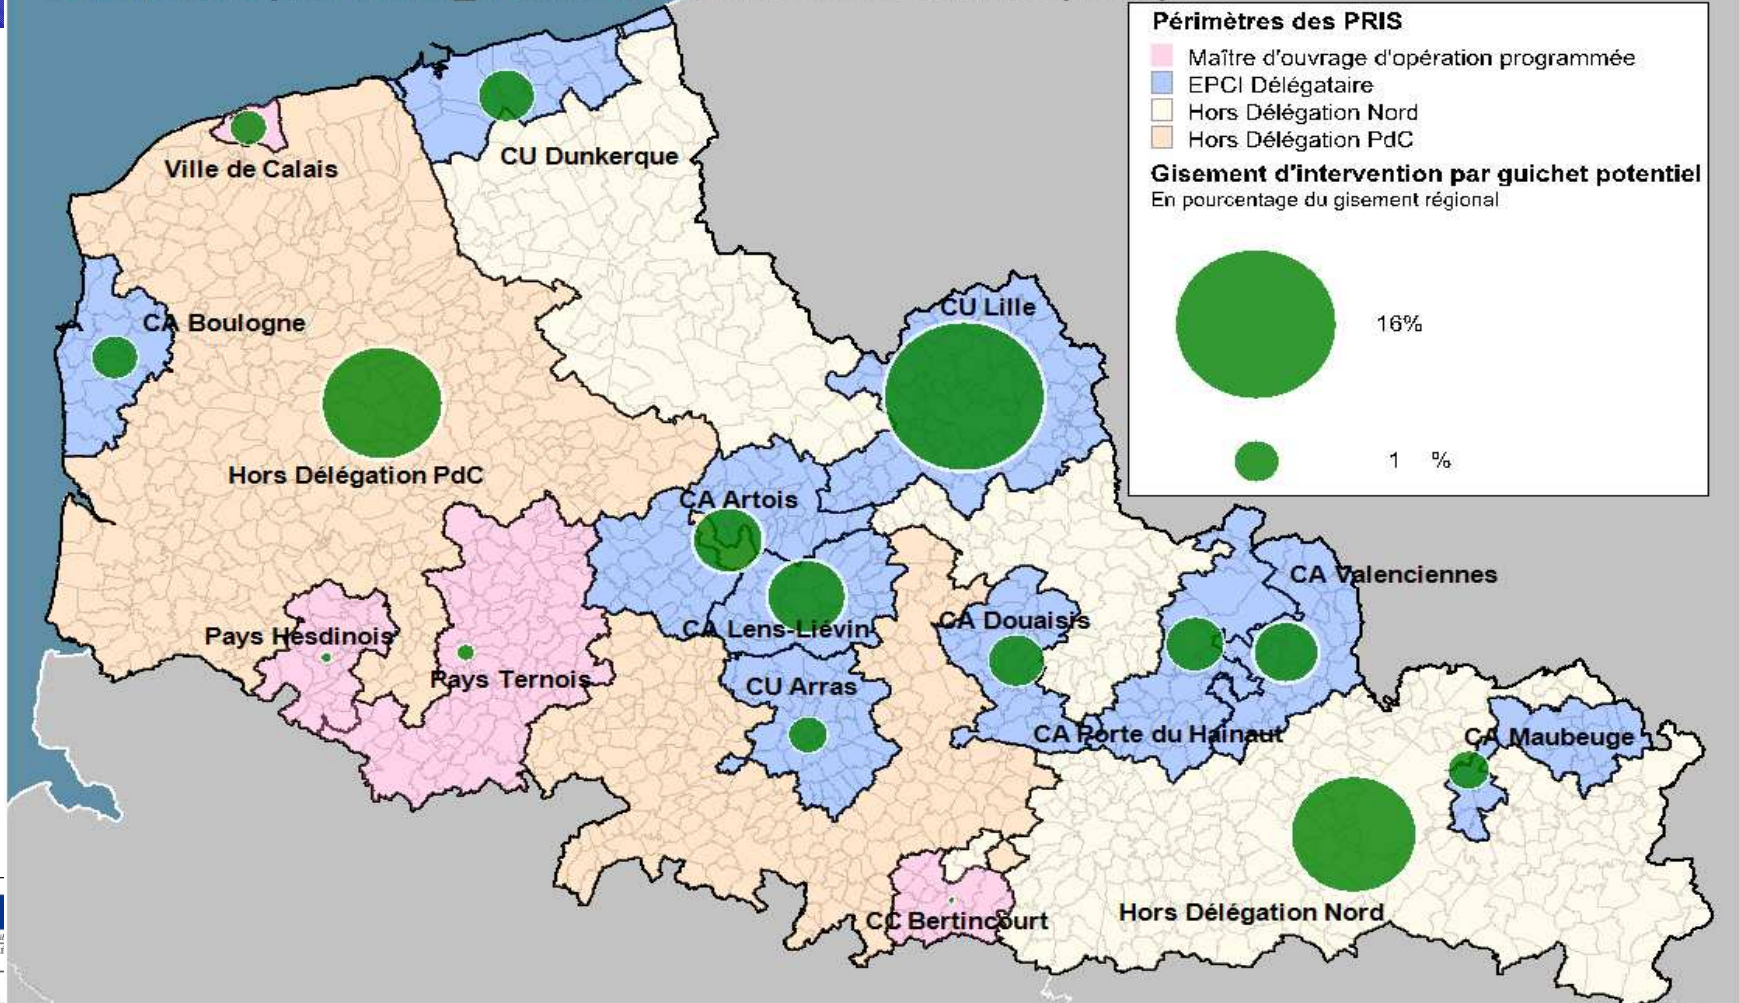 Périmètres des PRIS
Maître d'ouvrage d'opération programmée
EPCI Délégataire
Hors Délégation Nord
Hors Délégation PdC
Gisement d'intervention par guichet potentiel
En pourcentage du gisement régional
16%
1 %
CU Dunkerque
Ville de Calais
CA Boulogne
CU Lille
Hors Délégation PdC
CA Artois
CA Valenciennes
CA Douaisis
CA Lens-Liévin
Pays Hesdinois
Pays Ternois
CU Arras
CA Porte du Hainaut
CA Maubeuge
Hors Délégation Nord
CC Bertincourt